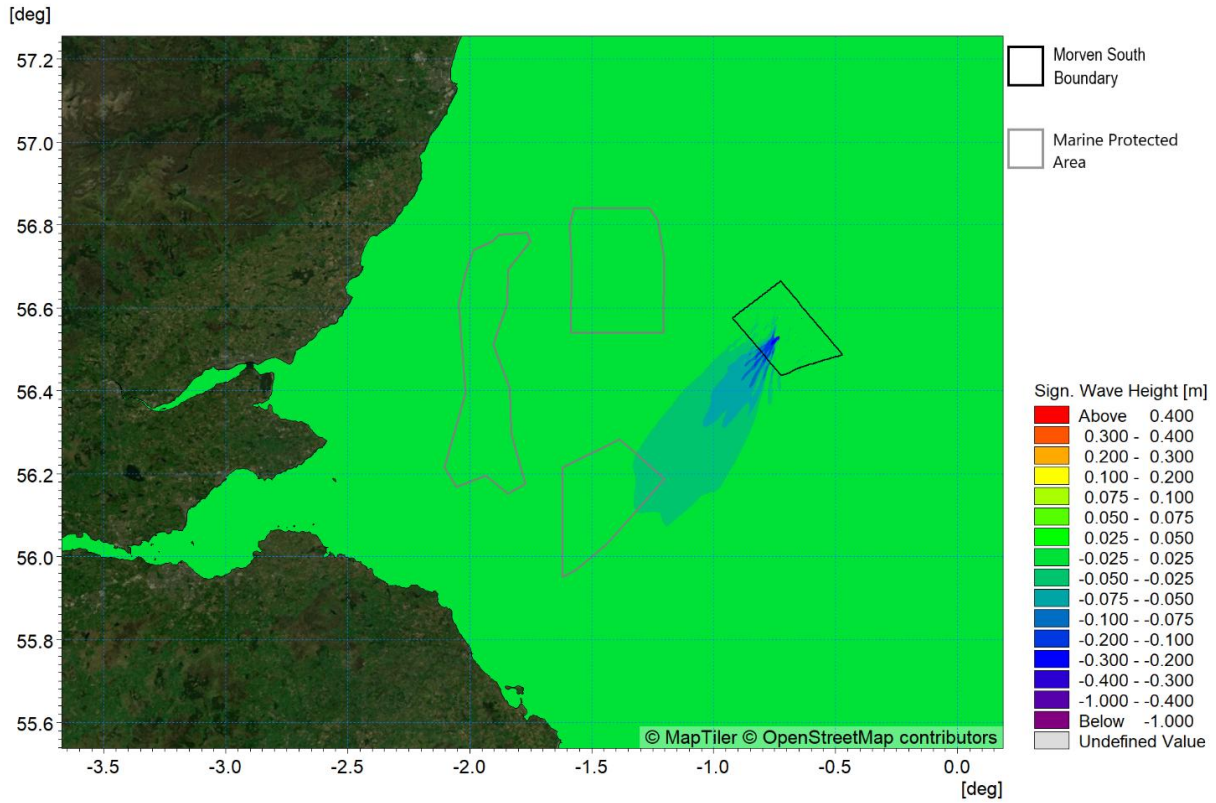 [deg]
57.2
57.0
56.8
56.6
56.4
56.2
56.0
55.8
55.6
-3.5 -3.0 -2.5 -2.0 -1.5 -1.0 -0.5 0.0
[deg]
© MapTiler © OpenStreetMap contributors
Morven South
Boundary
Marine Protected
Area
Sign. Wave Height [m]
Above 0.400
0.300 - 0.400
0.200 - 0.300
0.100 - 0.200
0.075 - 0.100
0.050 - 0.075
0.025 - 0.050
-0.025 - 0.025
-0.050 - -0.025
-0.075 - -0.050
-0.100 - -0.075
-0.200 - -0.100
-0.300 - -0.200
-0.400 - -0.300
-1.000 - -0.400
Below -1.000
Undefined Value